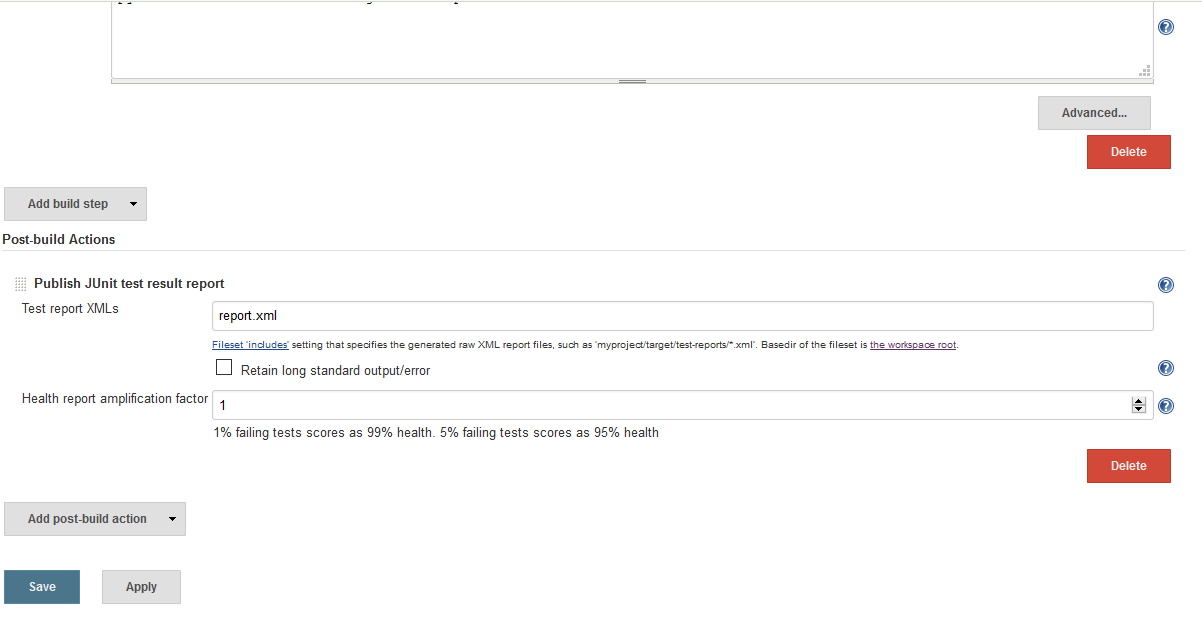 Advanced...
Delete
Add build step
Post-build Actions
Publish JUnit test result report
Test report XMLs
report.xml
Fileset 'includes' setting that specifies the generated raw XML report files, such as 'myproject/target/test-reports/*.xml'. Basedir of the fileset is the workspace root.
Retain long standard output/error
Health report amplification factor
1
1% failing tests scores as 99% health. 5% failing tests scores as 95% health
Delete
Add post-build action
Save
Apply